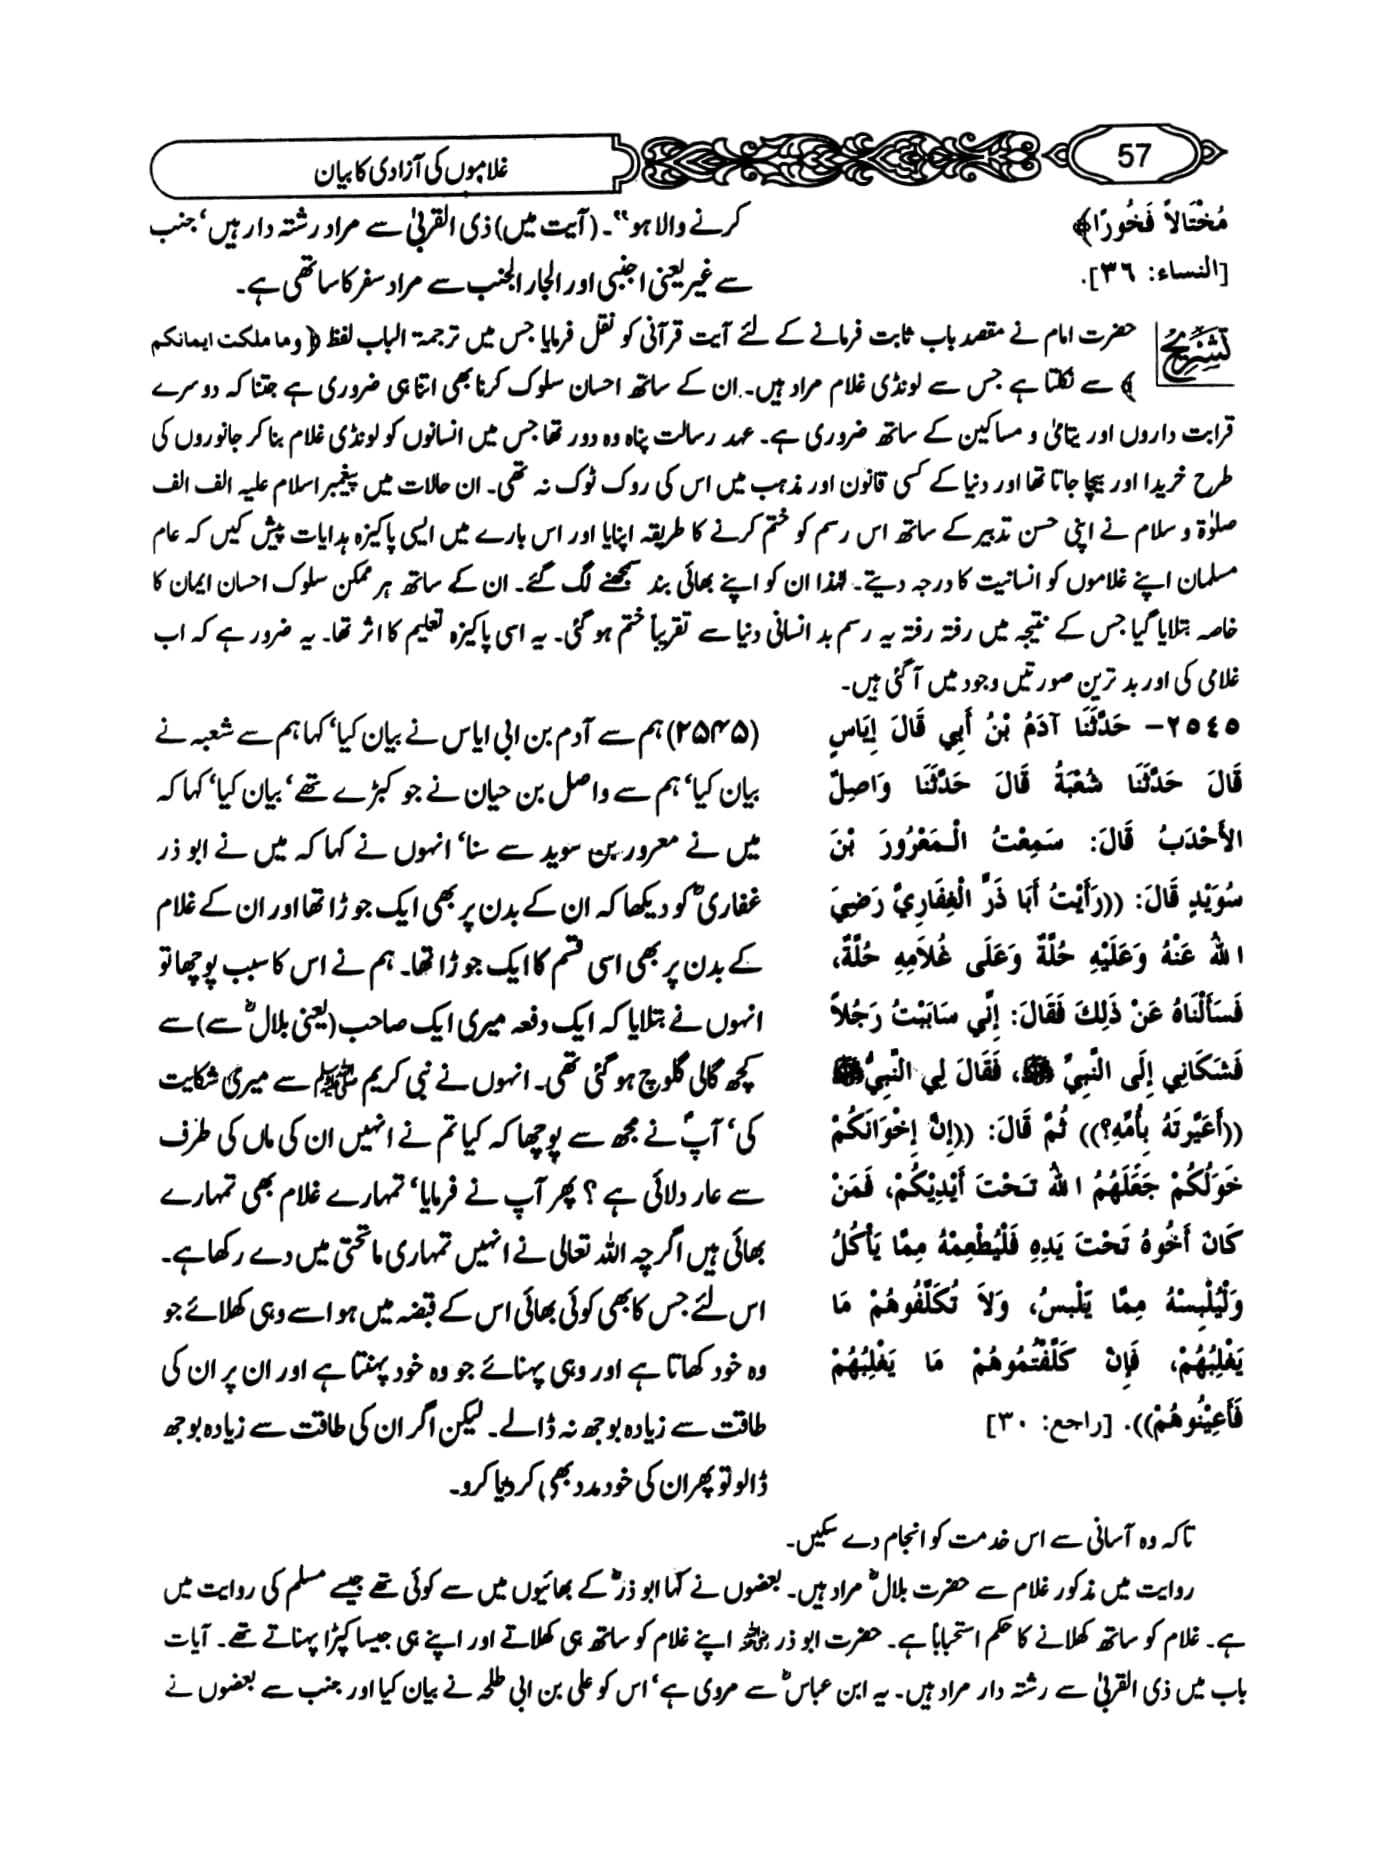 57
غلاموں کی آزادی کا بیان
مُخْتَالاً فَخُورًا﴾
[النساء: ٣٦].
کرنے والا ہو“۔ (آیت میں) ذی القربیٰ سے مراد رشتہ دار ہیں‘ جنب
سے غیر یعنی اجنبی اور الجار الجنب سے مراد سفر کا ساتھی ہے۔
تشریح
حضرت امام نے مقصد باب ثابت فرمانے کے لئے آیت قرآنی کو نقل فرمایا جس میں ترجمۃ الباب لفظ ﴿ وما ملكت ايمانكم
﴾ سے نکلتا ہے جس سے لونڈی غلام مراد ہیں۔ ان کے ساتھ احسان سلوک کرنا بھی اتنا ہی ضروری ہے جتنا کہ دوسرے
قرابت داروں اور یتامیٰ و مساکین کے ساتھ ضروری ہے۔ عہد رسالت پناہ وہ دور تھا جس میں انسانوں کو لونڈی غلام بنا کر جانوروں کی
طرح خریدا اور بیچا جاتا تھا اور دنیا کے کسی قانون اور مذہب میں اس کی روک ٹوک نہ تھی۔ ان حالات میں پیغمبر اسلام علیہ الف الف
صلوٰۃ و سلام نے اپنی حسن تدبیر کے ساتھ اس رسم کو ختم کرنے کا طریقہ اپنایا اور اس بارے میں ایسی پاکیزہ ہدایات پیش کیں کہ عام
مسلمان اپنے غلاموں کو انسانیت کا درجہ دیتے۔ لہٰذا ان کو اپنے بھائی بند سمجھنے لگ گئے۔ ان کے ساتھ ہر ممکن سلوک احسان ایمان کا
خاصہ بتلایا گیا جس کے نتیجہ میں رفتہ رفتہ یہ رسم بد انسانی دنیا سے تقریباً ختم ہو گئی۔ یہ اسی پاکیزہ تعلیم کا اثر تھا۔ یہ ضرور ہے کہ اب
غلامی کی اور بد ترین صورتیں وجود میں آ گئی ہیں۔
٢٥٤٥- حَدَّثَنَا آدَمُ بْنُ أَبِي قَالَ إِيَاسٍ
قَالَ حَدَّثَنَا شُعْبَةُ قَالَ حَدَّثَنَا وَاصِلٌ
الأَحْدَبُ قَالَ: سَمِعْتُ الْـمَعْرُورَ بْنَ
سُوَيْدٍ قَالَ: ((رَأَيْتُ أَبَا ذَرٍّ الْغِفَارِيِّ رَضِيَ
اللهُ عَنْهُ وَعَلَيْهِ حُلَّةٌ وَعَلَى غُلاَمِهِ حُلَّةٌ،
فَسَأَلْنَاهُ عَنْ ذَلِكَ فَقَالَ: إِنِّي سَابَبْتُ رَجُلاً
فَشَكَانِي إِلَى النَّبِيِّ ﷺ، فَقَالَ لِي النَّبِيُّ ﷺ
((أَعَيَّرْتَهُ بِأُمِّهِ؟)) ثُمَّ قَالَ: ((إِنَّ إِخْوَانَكُمْ
خَوَلُكُمْ جَعَلَهُمُ اللهُ تَحْتَ أَيْدِيْكُمْ، فَمَنْ
كَانَ أَخُوهُ تَحْتَ يَدِهِ فَلْيُطْعِمْهُ مِمَّا يَأْكُلُ
وَلْيُلْبِسْهُ مِمَّا يَلْبسُ، وَلاَ تُكَلِّفُوهُمْ مَا
يَغْلِبُهُمْ، فَإِنْ كَلَّفْتُمُوهُمْ مَا يَغْلِبُهُمْ
فَأَعِيْنُوهُمْ)). [راجع: ٣٠]
(۲۵۴۵) ہم سے آدم بن ابی ایاس نے بیان کیا‘ کہا ہم سے شعبہ نے
بیان کیا‘ ہم سے واصل بن حیان نے جو کبڑے تھے‘ بیان کیا‘ کہا کہ
میں نے معرور بن سوید سے سنا‘ انہوں نے کہا کہ میں نے ابو ذر
غفاریؓ کو دیکھا کہ ان کے بدن پر بھی ایک جوڑا تھا اور ان کے غلام
کے بدن پر بھی اسی قسم کا ایک جوڑا تھا۔ ہم نے اس کا سبب پوچھا تو
انہوں نے بتلایا کہ ایک دفعہ میری ایک صاحب (یعنی بلالؓ سے) سے
کچھ گالی گلوچ ہو گئی تھی۔ انہوں نے نبی کریم ﷺ سے میری شکایت
کی‘ آپؐ نے مجھ سے پوچھا کہ کیا تم نے انہیں ان کی ماں کی طرف
سے عار دلائی ہے؟ پھر آپ نے فرمایا‘ تمہارے غلام بھی تمہارے
بھائی ہیں اگرچہ اللہ تعالیٰ نے انہیں تمہاری ماتحتی میں دے رکھا ہے۔
اس لئے جس کا بھی کوئی بھائی اس کے قبضہ میں ہو اسے وہی کھلائے جو
وہ خود کھاتا ہے اور وہی پہنائے جو وہ خود پہنتا ہے اور ان پر ان کی
طاقت سے زیادہ بوجھ نہ ڈالے۔ لیکن اگر ان کی طاقت سے زیادہ بوجھ
ڈالو تو پھر ان کی خود مدد بھی کر دیا کرو۔
تاکہ وہ آسانی سے اس خدمت کو انجام دے سکیں۔
روایت میں مذکور غلام سے حضرت بلالؓ مراد ہیں۔ بعضوں نے کہا ابو ذرؓ کے بھائیوں میں سے کوئی تھے جیسے مسلم کی روایت میں
ہے۔ غلام کو ساتھ کھلانے کا حکم استحباباً ہے۔ حضرت ابو ذر رضی اللہ عنہ اپنے غلام کو ساتھ ہی کھلاتے اور اپنے ہی جیسا کپڑا پہناتے تھے۔ آیات
باب میں ذی القربیٰ سے رشتہ دار مراد ہیں۔ یہ ابن عباسؓ سے مروی ہے‘ اس کو علی بن ابی طلحہ نے بیان کیا اور جنب سے بعضوں نے